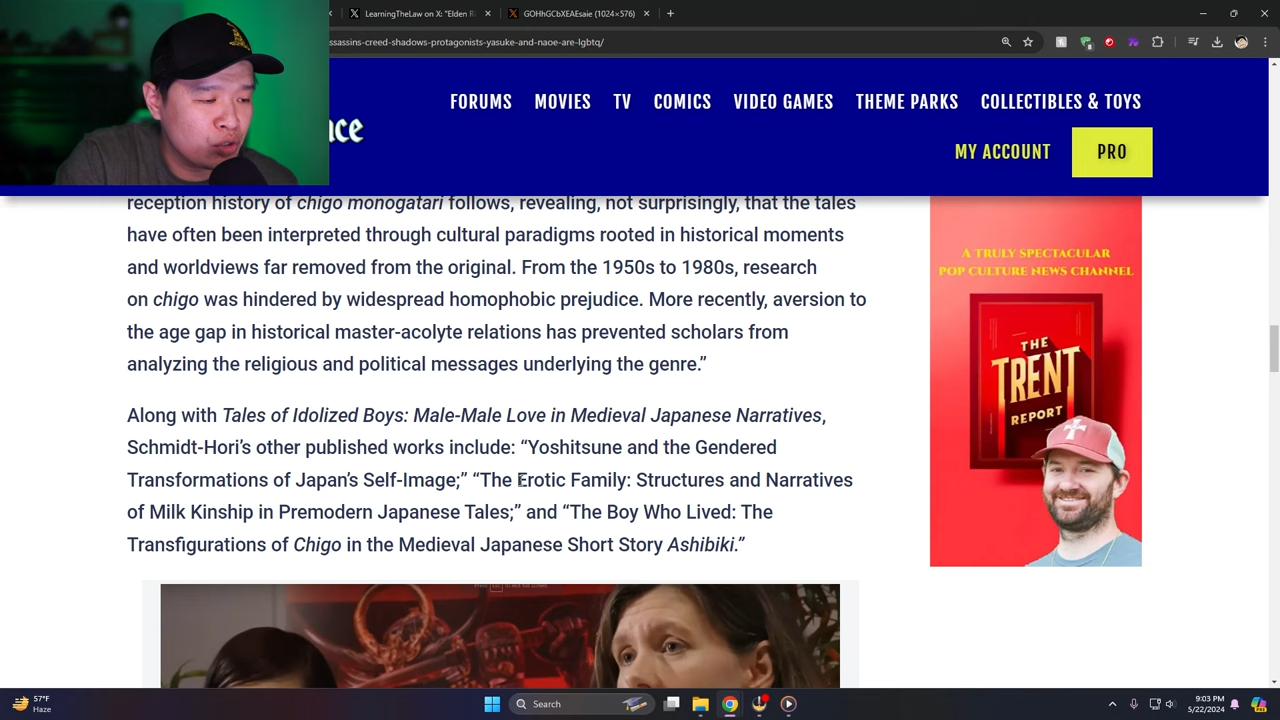 LearningTheLaw on X: "Elden R
GOHhGCbXEAEsaie (1024×576)
assassins-creed-shadows-protagonists-yasuke-and-naoe-are-lgbtq/
FORUMS MOVIES TV COMICS VIDEO GAMES THEME PARKS COLLECTIBLES & TOYS
MY ACCOUNT PRO
reception history of chigo monogatari follows, revealing, not surprisingly, that the tales
have often been interpreted through cultural paradigms rooted in historical moments
and worldviews far removed from the original. From the 1950s to 1980s, research
on chigo was hindered by widespread homophobic prejudice. More recently, aversion to
the age gap in historical master-acolyte relations has prevented scholars from
analyzing the religious and political messages underlying the genre.”
Along with Tales of Idolized Boys: Male-Male Love in Medieval Japanese Narratives,
Schmidt-Hori’s other published works include: “Yoshitsune and the Gendered
Transformations of Japan’s Self-Image;” “The Erotic Family: Structures and Narratives
of Milk Kinship in Premodern Japanese Tales;” and “The Boy Who Lived: The
Transfigurations of Chigo in the Medieval Japanese Short Story Ashibiki.”
A TRULY SPECTACULAR
POP CULTURE NEWS CHANNEL
THE
TRENT
REPORT
57°F
Haze
Search
9:03 PM
5/22/2024